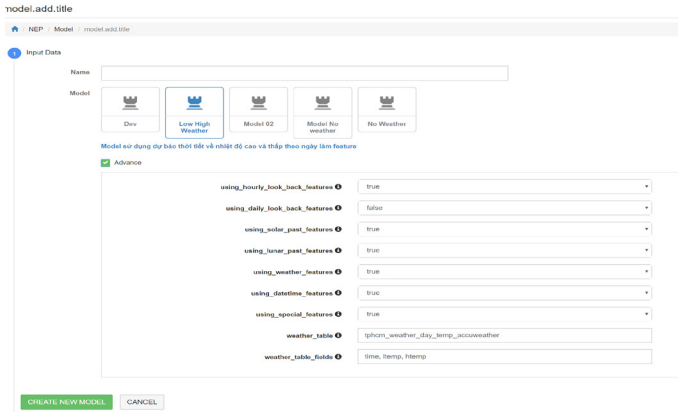 model.add.title
/ NEP / Model / model.add.title
1 Input Data
Name
Model
Dev
Low High
Weather
Model 02
Model No
weather
No Weather
Model sử dụng dự báo thời tiết về nhiệt độ cao và thấp theo ngày làm feature
Advance
using_hourly_look_back_features true
using_daily_look_back_features false
using_solar_past_features true
using_lunar_past_features true
using_weather_features true
using_datetime_features true
using_special_features true
weather_table tphcm_weather_day_temp_accuweather
weather_table_fields time, ltemp, htemp
CREATE NEW MODEL CANCEL